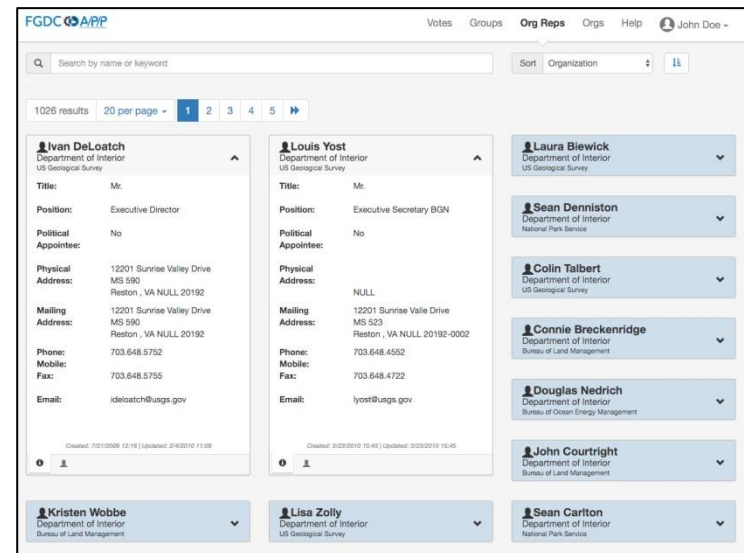 FGDC APP
Votes Groups Org Reps Orgs Help John Doe
Search by name or keyword
Sort Organization
1026 results 20 per page 1 2 3 4 5
Ivan DeLoatch
Department of Interior
US Geological Survey
Title: Mr.
Position: Executive Director
Political Appointee: No
Physical Address: 12201 Sunrise Valley Drive
MS 590
Reston , VA NULL 20192
Mailing Address: 12201 Sunrise Valley Drive
MS 590
Reston , VA NULL 20192
Phone: 703.648.5752
Mobile:
Fax: 703.648.5755
Email: ideloatch@usgs.gov
Created: 7/21/2009 12:16 | Updated: 2/4/2010 11:09
Louis Yost
Department of Interior
US Geological Survey
Title: Mr.
Position: Executive Secretary BGN
Political Appointee: No
Physical Address:
NULL
Mailing Address: 12201 Sunrise Valle Drive
MS 523
Reston , VA NULL 20192-0002
Phone: 703.648.4552
Mobile:
Fax: 703.648.4722
Email: lyost@usgs.gov
Created: 3/23/2010 15:45 | Updated: 3/23/2010 15:45
Laura Biewick
Department of Interior
US Geological Survey
Sean Denniston
Department of Interior
National Park Service
Colin Talbert
Department of Interior
US Geological Survey
Connie Breckenridge
Department of Interior
Bureau of Land Management
Douglas Nedrich
Department of Interior
Bureau of Ocean Energy Management
John Courtright
Department of Interior
Bureau of Land Management
Kristen Wobbe
Department of Interior
Bureau of Land Management
Lisa Zolly
Department of Interior
US Geological Survey
Sean Carlton
Department of Interior
National Park Service